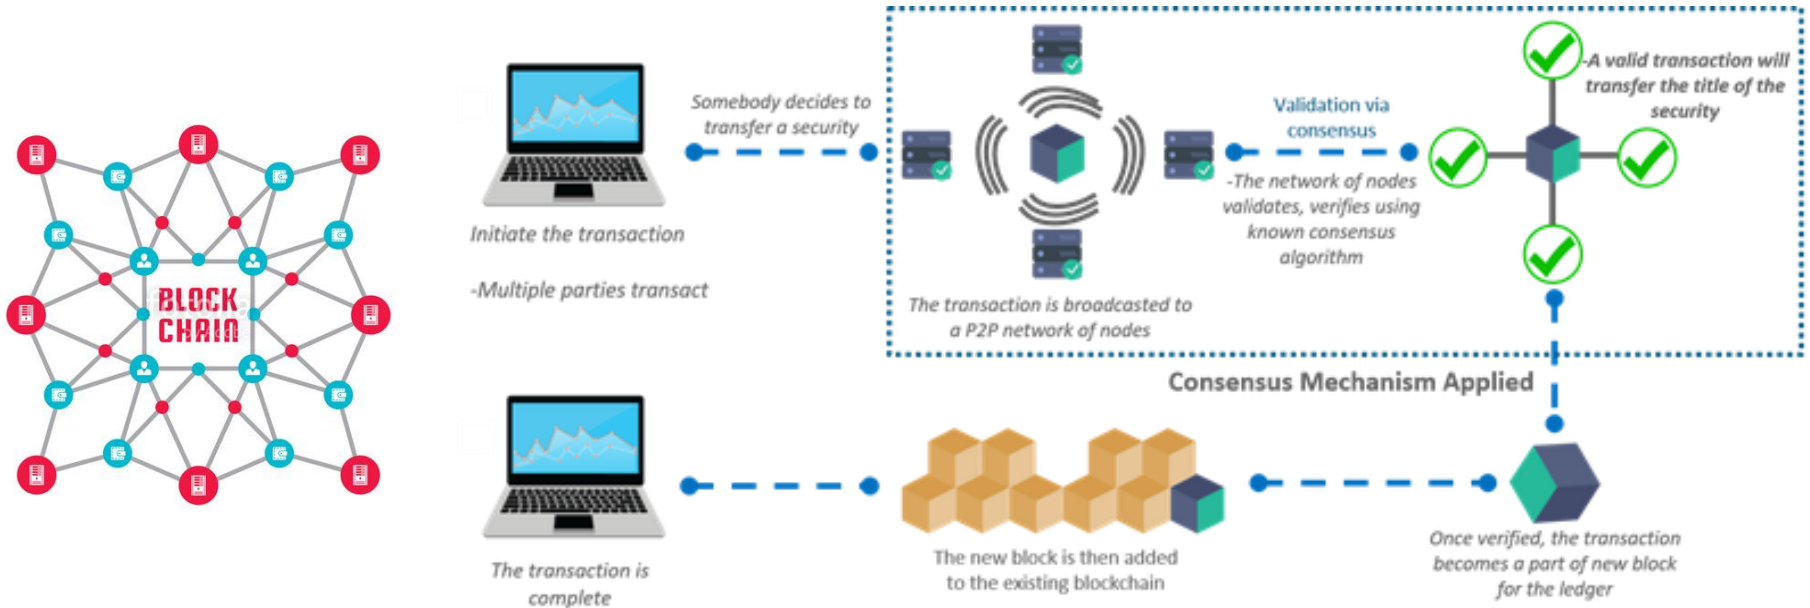 BLOCK
CHAIN
Initiate the transaction
-Multiple parties transact
Somebody decides to
transfer a security
The transaction is broadcasted to
a P2P network of nodes
Validation via
consensus
-The network of nodes
validates, verifies using
known consensus
algorithm
-A valid transaction will
transfer the title of the
security
Consensus Mechanism Applied
Once verified, the transaction
becomes a part of new block
for the ledger
The new block is then added
to the existing blockchain
The transaction is
complete